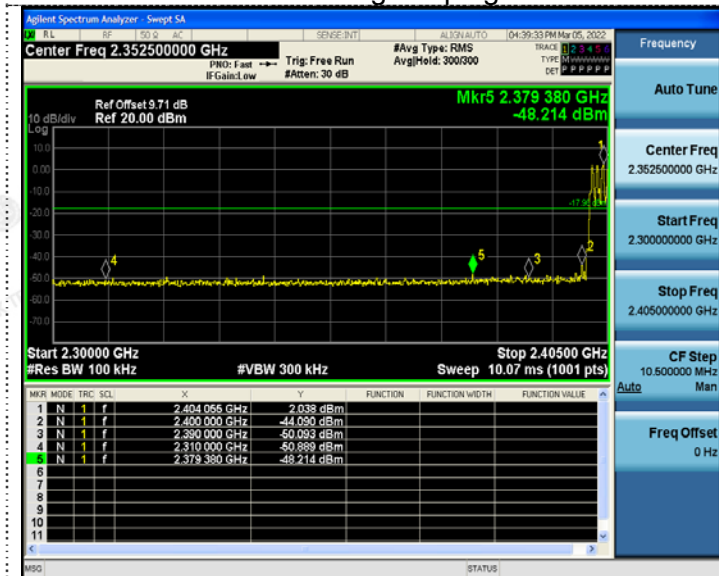 Agilent Spectrum Analyzer - Swept SA
RL RF 50 Ω AC SENSE:INT ALIGN AUTO 04:39:33 PM Mar 05, 2022
Center Freq 2.352500000 GHz
PNO: Fast Trig: Free Run
IFGain:Low #Atten: 30 dB
#Avg Type: RMS
Avg|Hold: 300/300
TRACE 1 2 3 4 5 6
TYPE M
DET P P P P P P
Mkr5 2.379 380 GHz
-48.214 dBm
Ref Offset 9.71 dB
10 dB/div Ref 20.00 dBm
Log
10.0
0.00
-10.0
-20.0
-30.0
-40.0
-50.0
-60.0
-70.0
1
2
3
4
5
Start 2.30000 GHz Stop 2.40500 GHz
#Res BW 100 kHz #VBW 300 kHz Sweep 10.07 ms (1001 pts)
MKR MODE TRC SCL X Y FUNCTION FUNCTION WIDTH FUNCTION VALUE
1 N 1 f 2.404 055 GHz 2.038 dBm
2 N 1 f 2.400 000 GHz -44.090 dBm
3 N 1 f 2.390 000 GHz -50.093 dBm
4 N 1 f 2.310 000 GHz -50.889 dBm
5 N 1 f 2.379 380 GHz -48.214 dBm
6
7
8
9
10
11
MSG STATUS
Frequency
Auto Tune
Center Freq
2.352500000 GHz
Start Freq
2.300000000 GHz
Stop Freq
2.405000000 GHz
CF Step
10.500000 MHz
Auto Man
Freq Offset
0 Hz